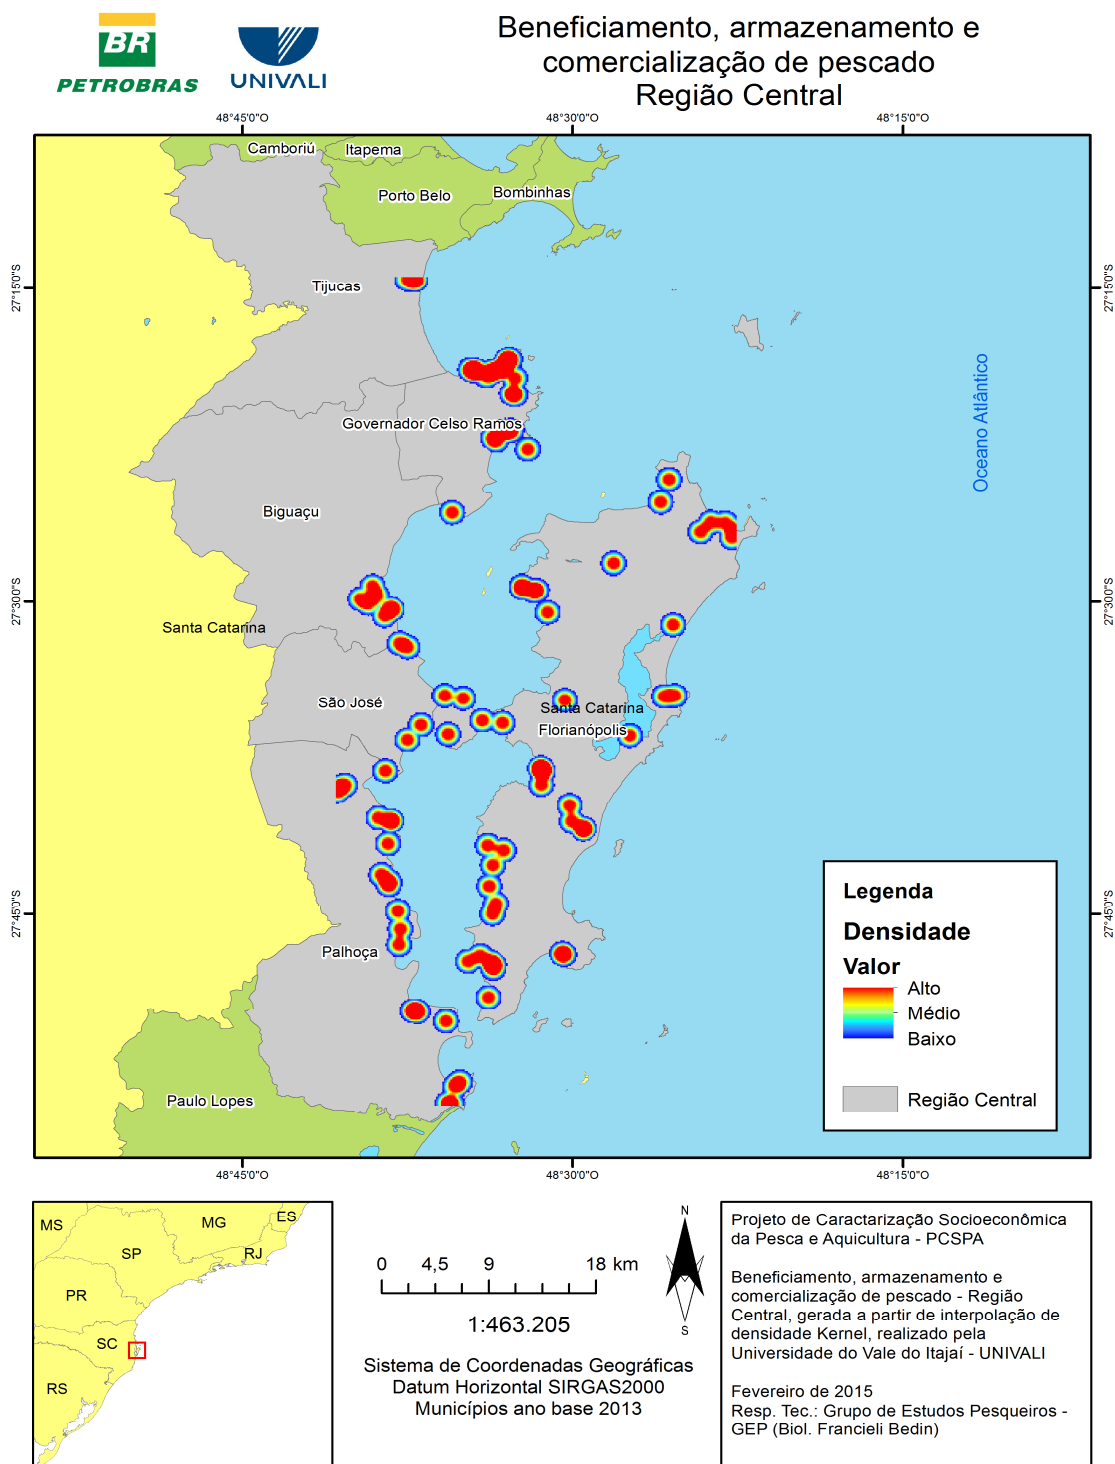 BR
PETROBRAS
UNIVALI
Beneficiamento, armazenamento e
comercialização de pescado
Região Central
48°45'0"O
48°30'0"O
48°15'0"O
Camboriú
Itapema
Porto Belo
Bombinhas
27°15'0"S
27°15'0"S
Tijucas
Oceano Atlântico
Governador Celso Ramos
Biguaçu
27°30'0"S
27°30'0"S
Santa Catarina
São José
Santa Catarina
Florianópolis
27°45'0"S
27°45'0"S
Palhoça
Paulo Lopes
Legenda
Densidade
Valor
Alto
Médio
Baixo
Região Central
48°45'0"O
48°30'0"O
48°15'0"O
MS
MG
ES
SP
RJ
PR
SC
RS
0 4,5 9 18 km
1:463.205
Sistema de Coordenadas Geográficas
Datum Horizontal SIRGAS2000
Municípios ano base 2013
N
S
Projeto de Caractarização Socioeconômica
da Pesca e Aquicultura - PCSPA
Beneficiamento, armazenamento e
comercialização de pescado - Região
Central, gerada a partir de interpolação de
densidade Kernel, realizado pela
Universidade do Vale do Itajaí - UNIVALI
Fevereiro de 2015
Resp. Tec.: Grupo de Estudos Pesqueiros -
GEP (Biol. Francieli Bedin)